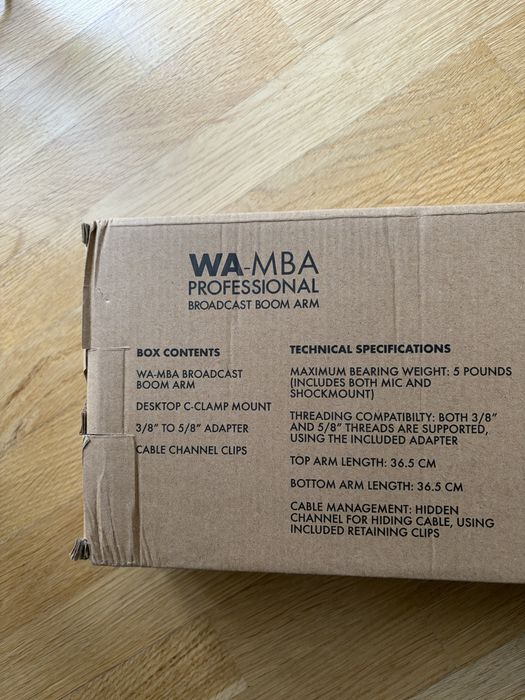 WA-MBA
PROFESSIONAL
BROADCAST BOOM ARM
BOX CONTENTS
WA-MBA BROADCAST
BOOM ARM
DESKTOP C-CLAMP MOUNT
3/8" TO 5/8" ADAPTER
CABLE CHANNEL CLIPS
TECHNICAL SPECIFICATIONS
MAXIMUM BEARING WEIGHT: 5 POUNDS
(INCLUDES BOTH MIC AND
SHOCKMOUNT)
THREADING COMPATIBILTY: BOTH 3/8"
AND 5/8" THREADS ARE SUPPORTED,
USING THE INCLUDED ADAPTER
TOP ARM LENGTH: 36.5 CM
BOTTOM ARM LENGTH: 36.5 CM
CABLE MANAGEMENT: HIDDEN
CHANNEL FOR HIDING CABLE, USING
INCLUDED RETAINING CLIPS